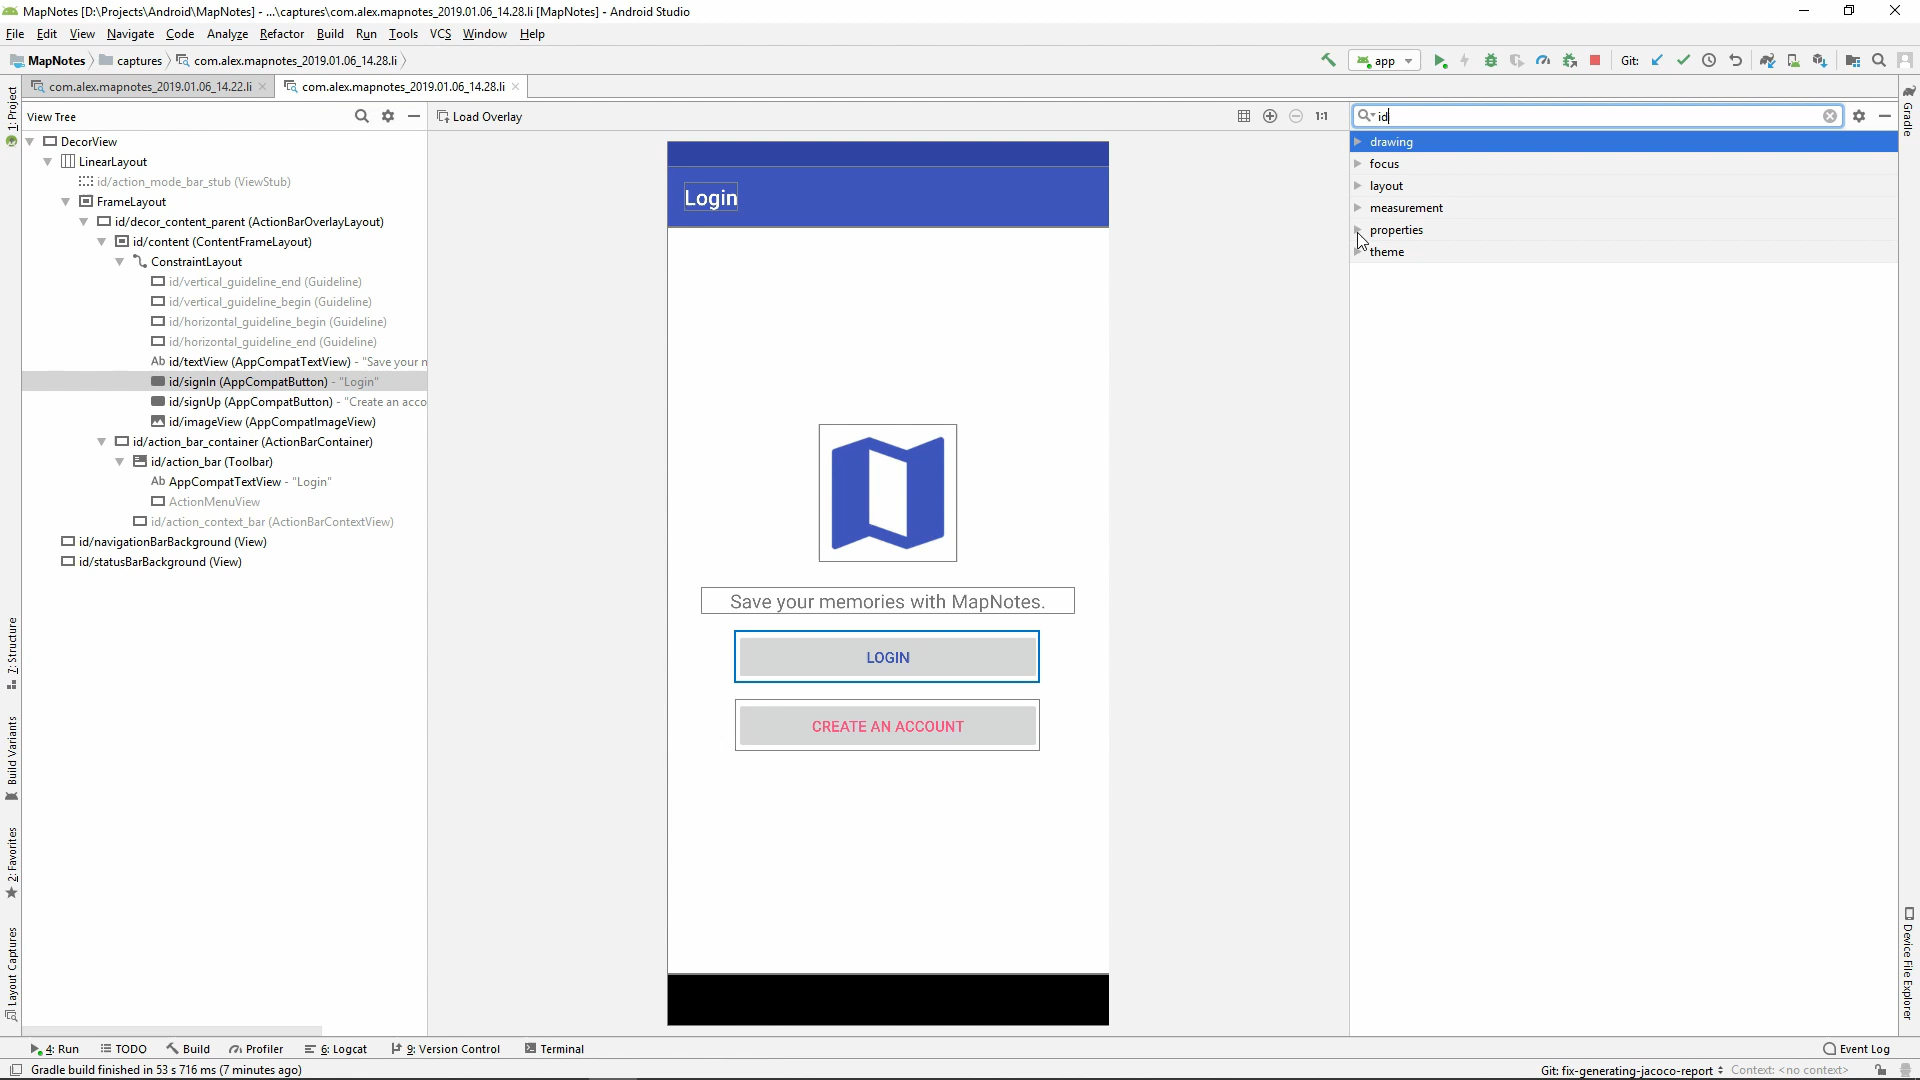 MapNotes [D:\Projects\Android\MapNotes] - ...\captures\com.alex.mapnotes_2019.01.06_14.28.li [MapNotes] - Android Studio
File Edit View Navigate Code Analyze Refactor Build Run Tools VCS Window Help
MapNotes captures com.alex.mapnotes_2019.01.06_14.28.li app Git:
com.alex.mapnotes_2019.01.06_14.22.li com.alex.mapnotes_2019.01.06_14.28.li
View Tree
Load Overlay
1:1
id
DecorView
LinearLayout
id/action_mode_bar_stub (ViewStub)
FrameLayout
id/decor_content_parent (ActionBarOverlayLayout)
id/content (ContentFrameLayout)
ConstraintLayout
id/vertical_guideline_end (Guideline)
id/vertical_guideline_begin (Guideline)
id/horizontal_guideline_begin (Guideline)
id/horizontal_guideline_end (Guideline)
Ab id/textView (AppCompatTextView) - "Save your
id/signIn (AppCompatButton) - "Login"
id/signUp (AppCompatButton) - "Create an acco
id/imageView (AppCompatImageView)
id/action_bar_container (ActionBarContainer)
id/action_bar (Toolbar)
Ab AppCompatTextView - "Login"
ActionMenuView
id/action_context_bar (ActionBarContextView)
id/navigationBarBackground (View)
id/statusBarBackground (View)
Login
Save your memories with MapNotes.
LOGIN
CREATE AN ACCOUNT
drawing
focus
layout
measurement
properties
theme
1: Project
7: Structure
Build Variants
2: Favorites
Layout Captures
Gradle
Device File Explorer
4: Run TODO Build Profiler 6: Logcat 9: Version Control Terminal Event Log
Gradle build finished in 53 s 716 ms (7 minutes ago) Git: fix-generating-jacoco-report Context: <no context>